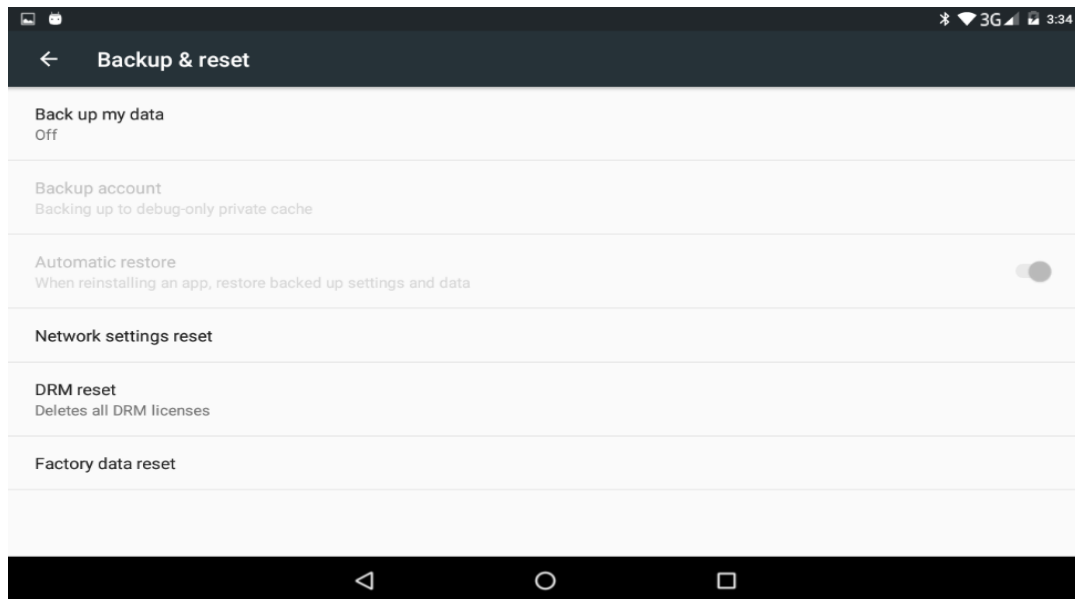 3G 3:34
Backup & reset
Back up my data
Off
Backup account
Backing up to debug-only private cache
Automatic restore
When reinstalling an app, restore backed up settings and data
Network settings reset
DRM reset
Deletes all DRM licenses
Factory data reset